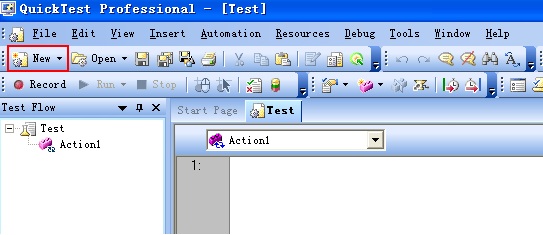 QuickTest Professional - [Test]
File Edit View Insert Automation Resources Debug Tools Window Help
New Open
Record Run Stop
Test Flow
Start Page Test
Test
Action1
Action1
1: